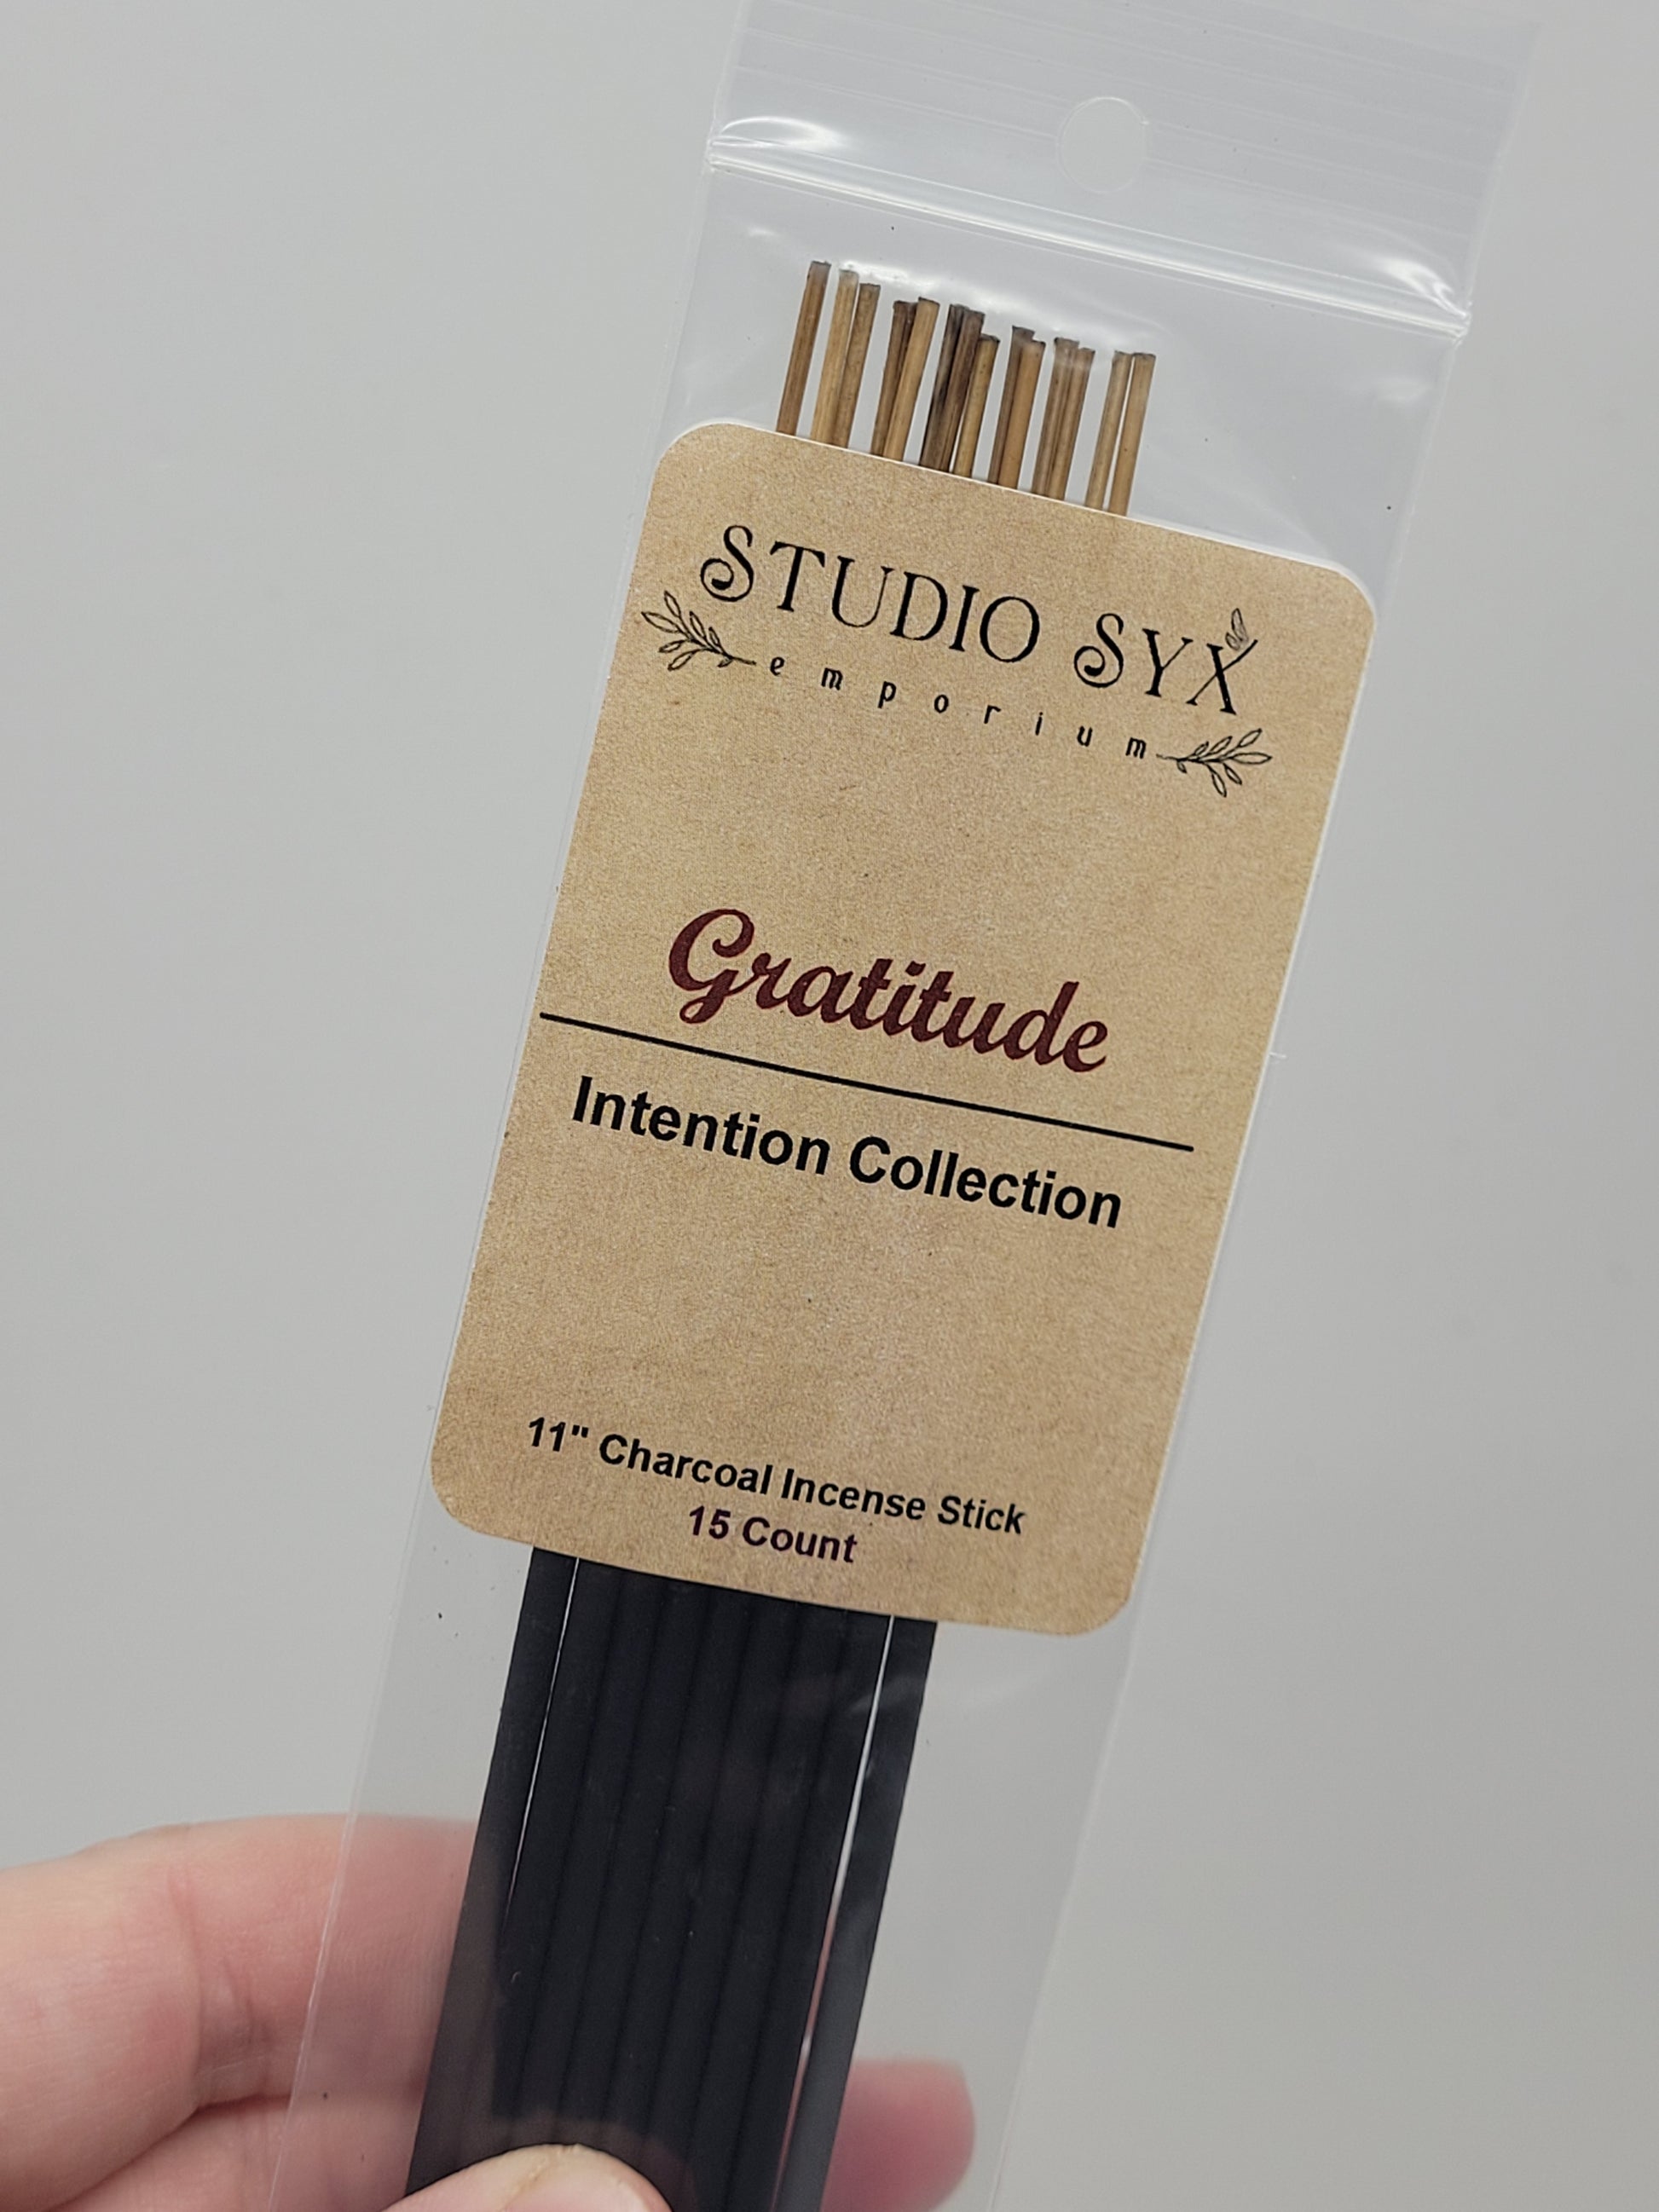 STUDIO SYX
emporium
Gratitude
Intention Collection
11" Charcoal Incense Stick
15 Count